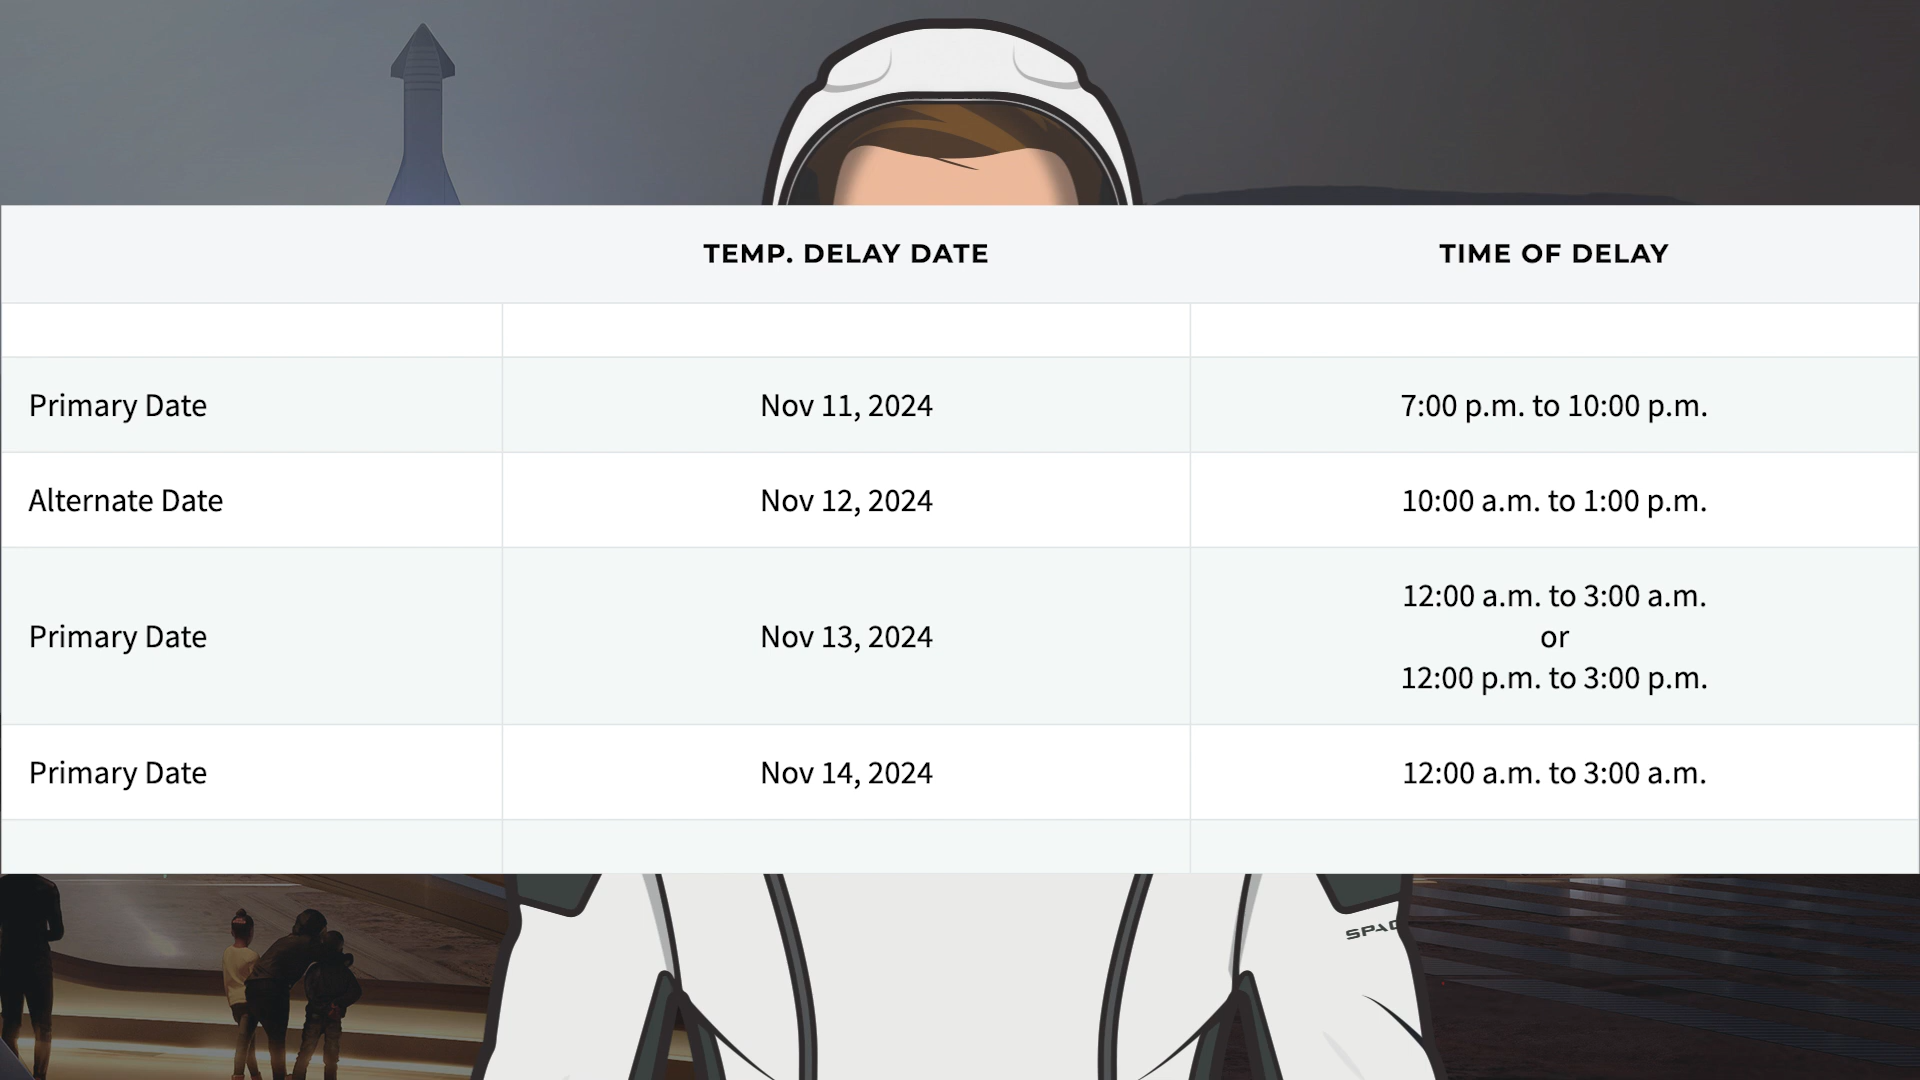 TEMP. DELAY DATE TIME OF DELAY
Primary Date Nov 11, 2024 7:00 p.m. to 10:00 p.m.
Alternate Date Nov 12, 2024 10:00 a.m. to 1:00 p.m.
Primary Date Nov 13, 2024 12:00 a.m. to 3:00 a.m.
or
12:00 p.m. to 3:00 p.m.
Primary Date Nov 14, 2024 12:00 a.m. to 3:00 a.m.
SPAC